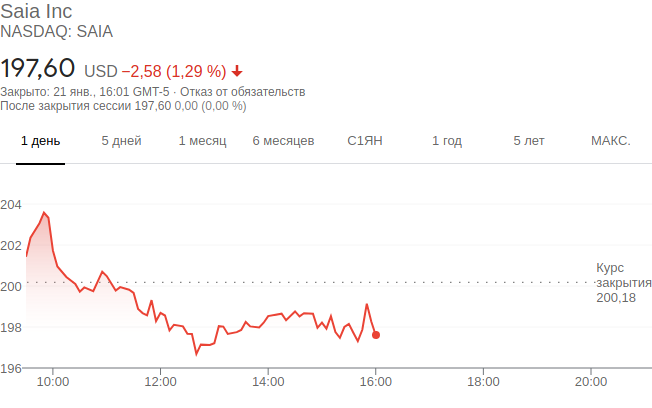 Saia Inc
NASDAQ: SAIA
197,60 USD −2,58 (1,29 %)
Закрыто: 21 янв., 16:01 GMT-5 · Отказ от обязательств
После закрытия сессии 197,60 0,00 (0,00 %)
1 день 5 дней 1 месяц 6 месяцев С1ЯН 1 год 5 лет МАКС.
204
202
Курс
закрытия
200
200,18
198
196
10:00 12:00 14:00 16:00 18:00 20:00